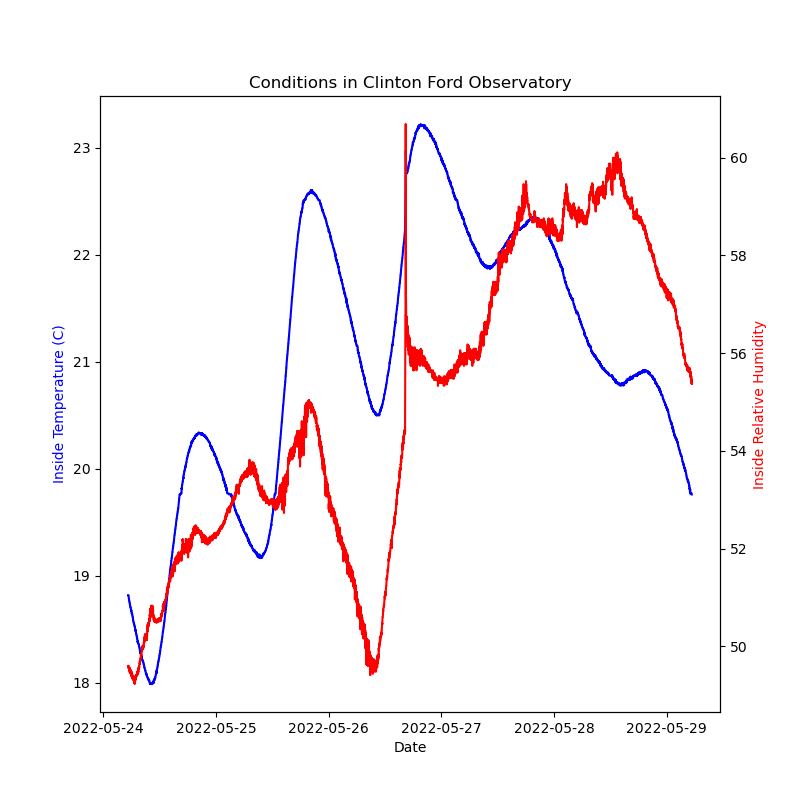 Conditions in Clinton Ford Observatory
Inside Temperature (C)
23
22
21
20
19
18
60
58
56
54
52
50
Inside Relative Humidity
2022-05-24 2022-05-25 2022-05-26 2022-05-27 2022-05-28 2022-05-29
Date